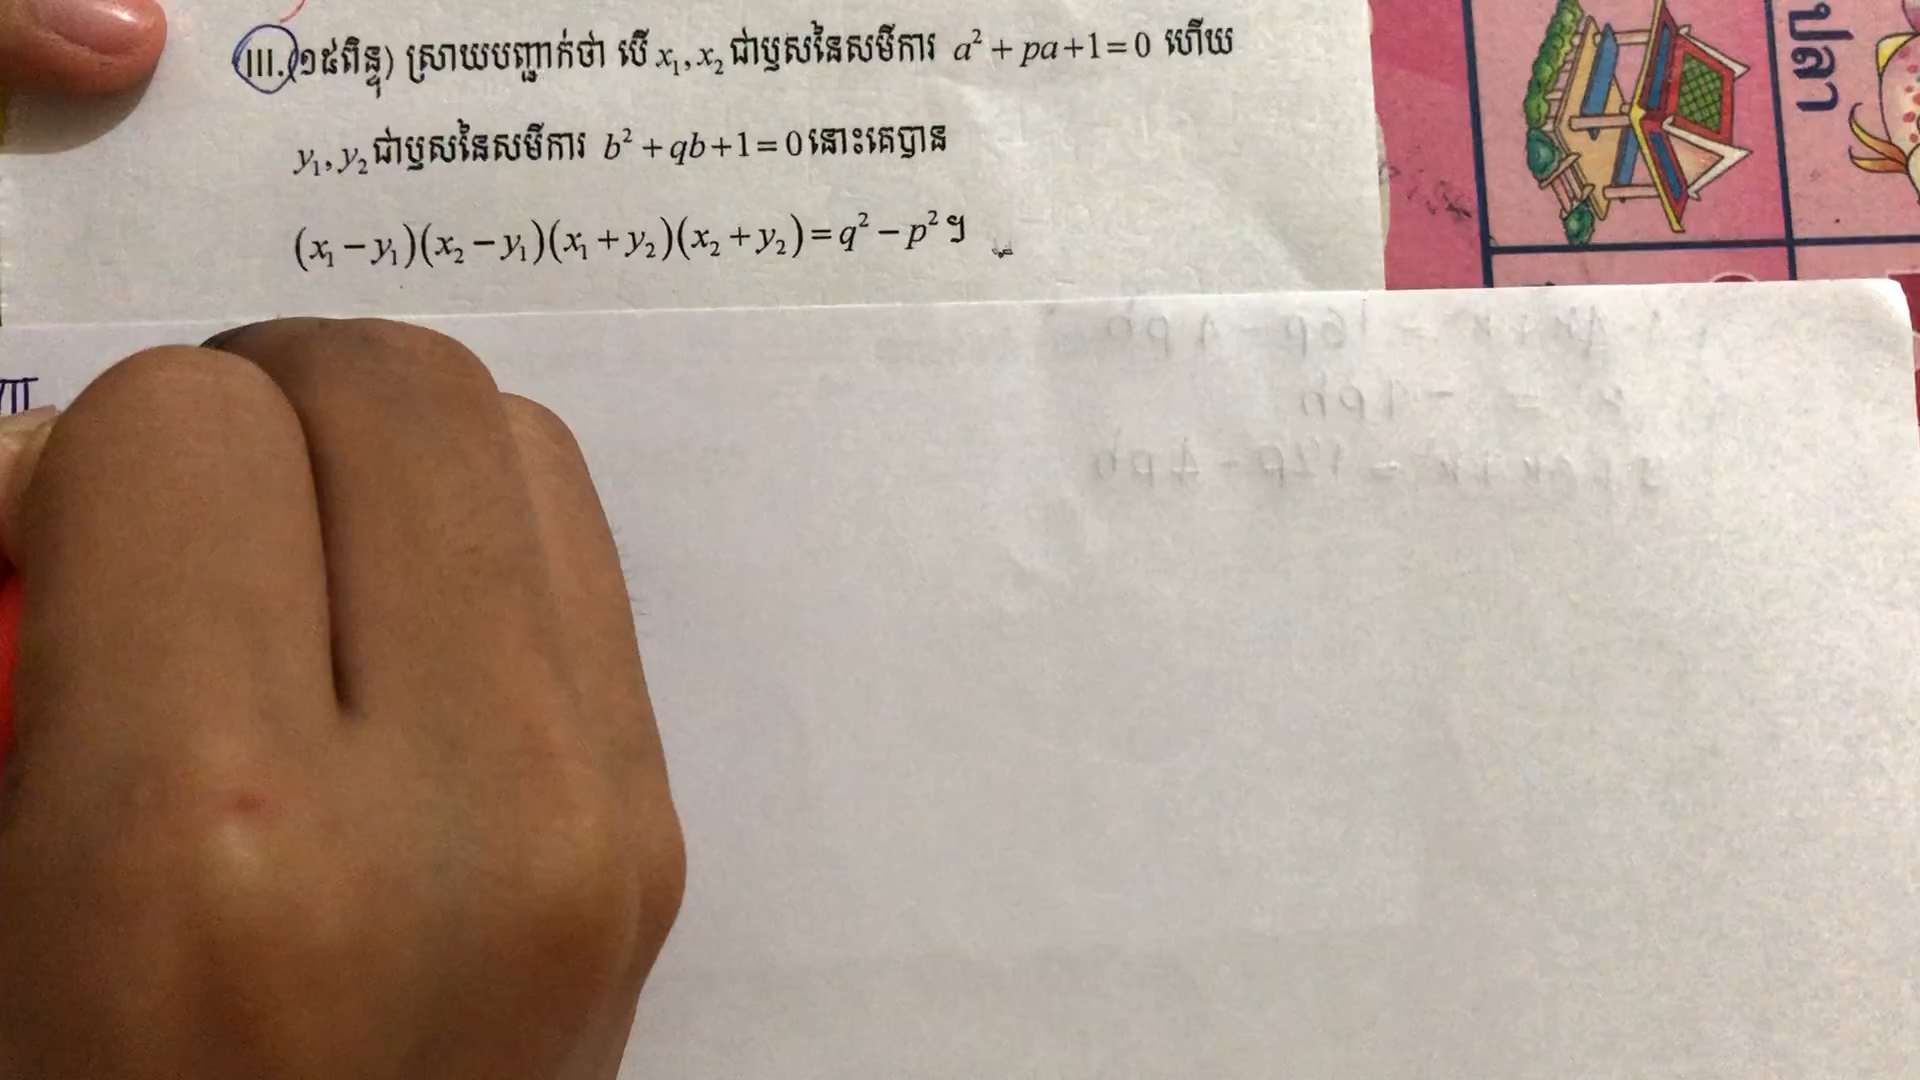 III.(១៥ពិន្ទុ) ស្រាយបញ្ជាក់ថា បើ x₁, x₂ ជាឫសនៃសមីការ a² + pa + 1 = 0 ហើយ
y₁, y₂ ជាឫសនៃសមីការ b² + qb + 1 = 0 នោះគេបាន
(x₁ − y₁)(x₂ − y₁)(x₁ + y₂)(x₂ + y₂) = q² − p² ។
ปลา